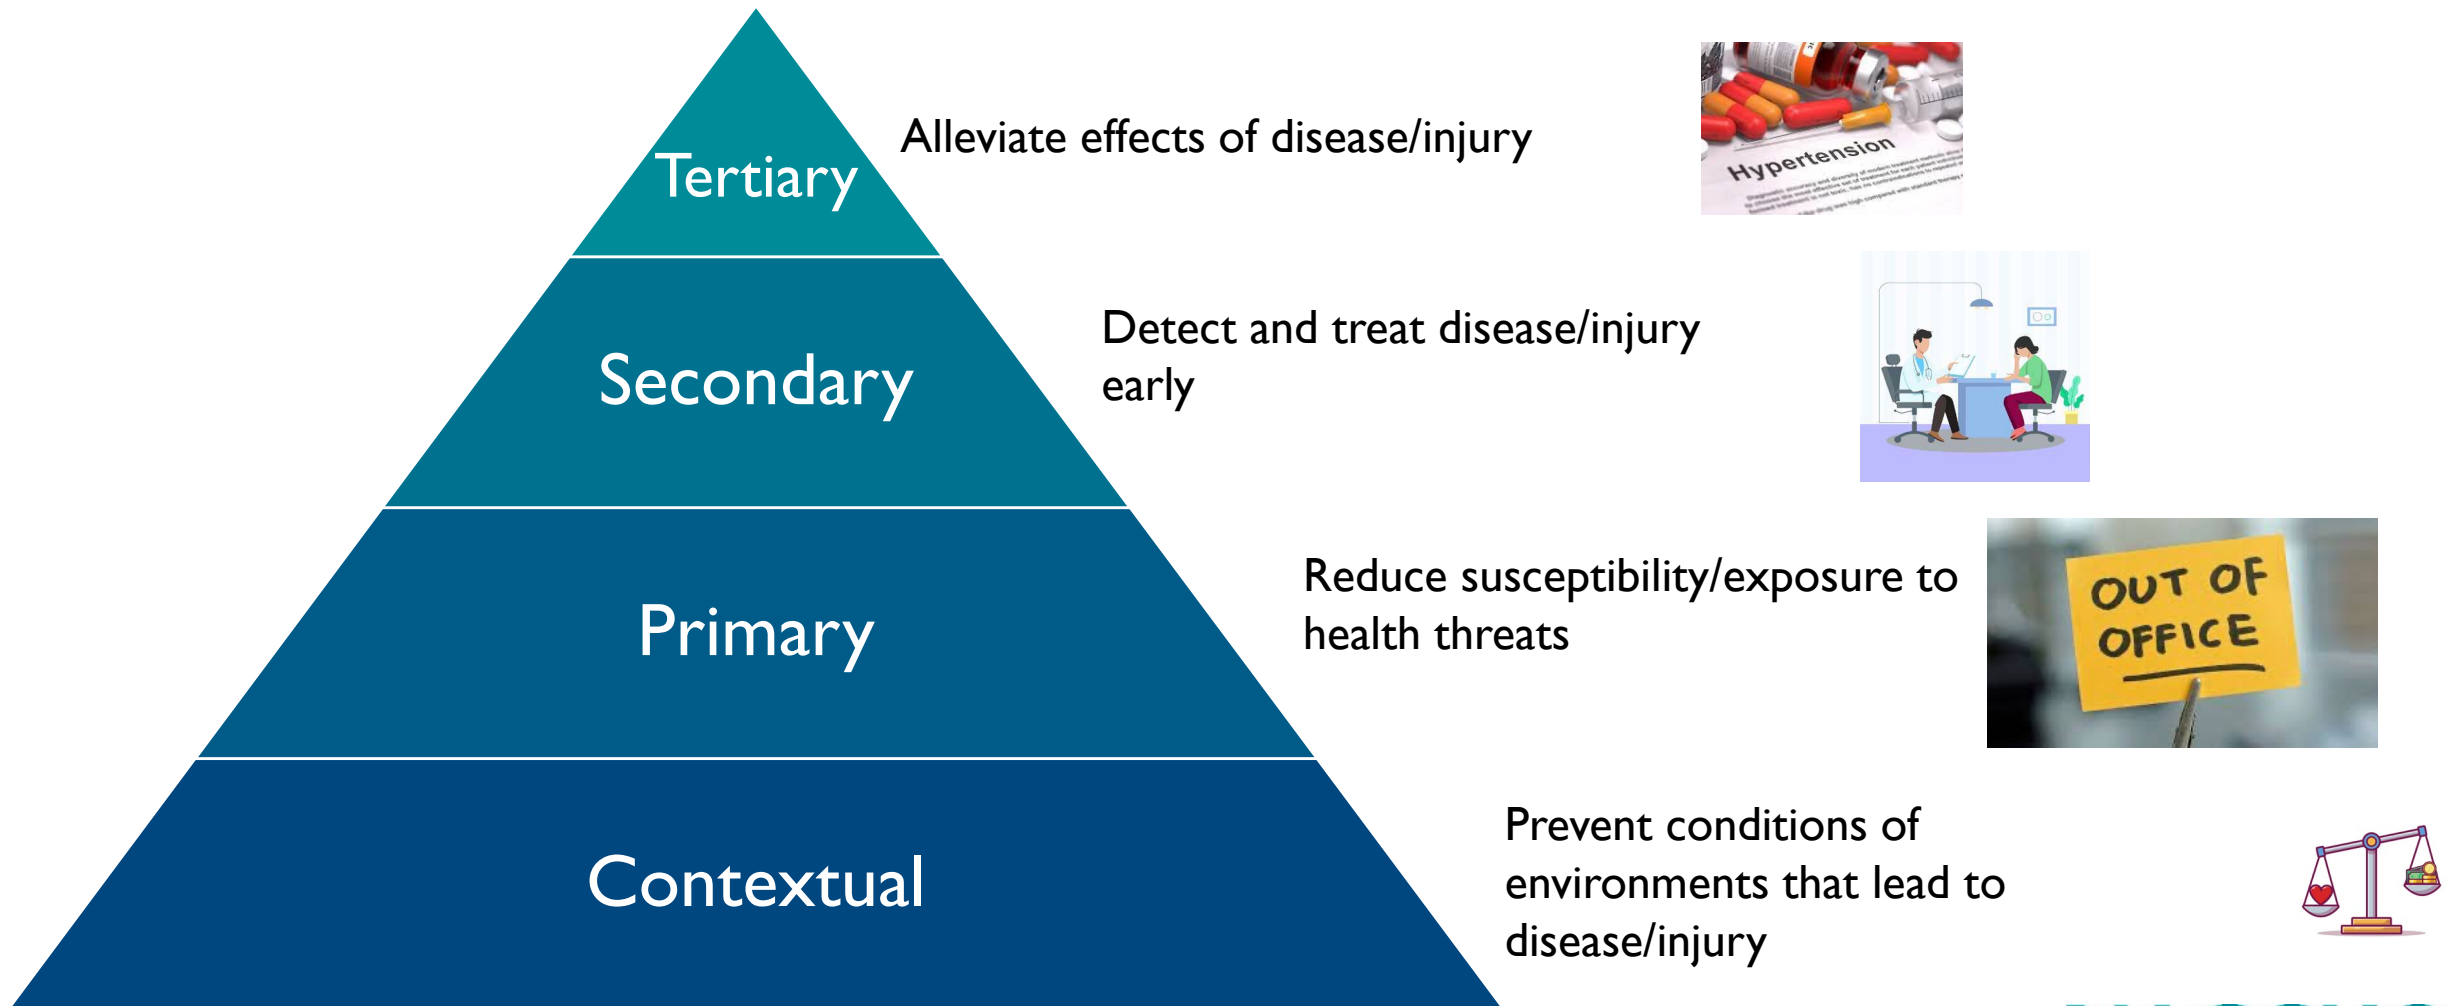 Tertiary
Alleviate effects of disease/injury
Hypertension
Secondary
Detect and treat disease/injury
early
Primary
Reduce susceptibility/exposure to
health threats
OUT OF
OFFICE
Contextual
Prevent conditions of
environments that lead to
disease/injury